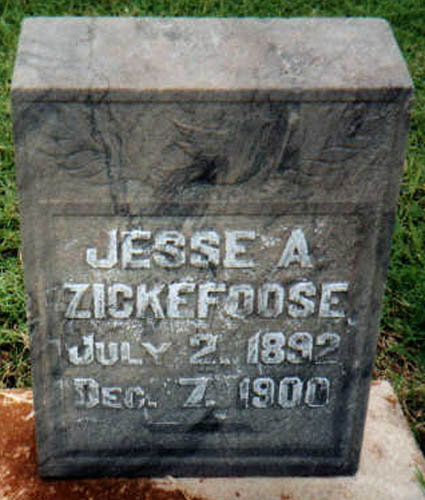 JESSE A
ZICKEFOOSE
JULY 2. 1892
DEC. 7. 1900